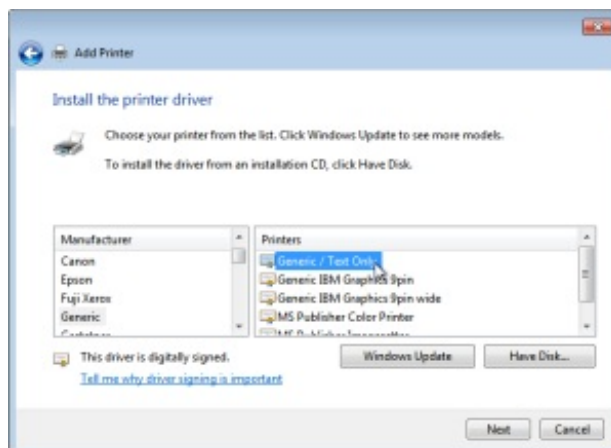 Add Printer
Install the printer driver
Choose your printer from the list. Click Windows Update to see more models.
To install the driver from an installation CD, click Have Disk.
Manufacturer
Canon
Epson
Fuji Xerox
Generic
Printers
Generic / Text Only
Generic IBM Graphics 9pin
Generic IBM Graphics 9pin wide
MS Publisher Color Printer
MS Publisher Imagesetter
This driver is digitally signed.
Tell me why driver signing is important
Windows Update
Have Disk...
Next
Cancel